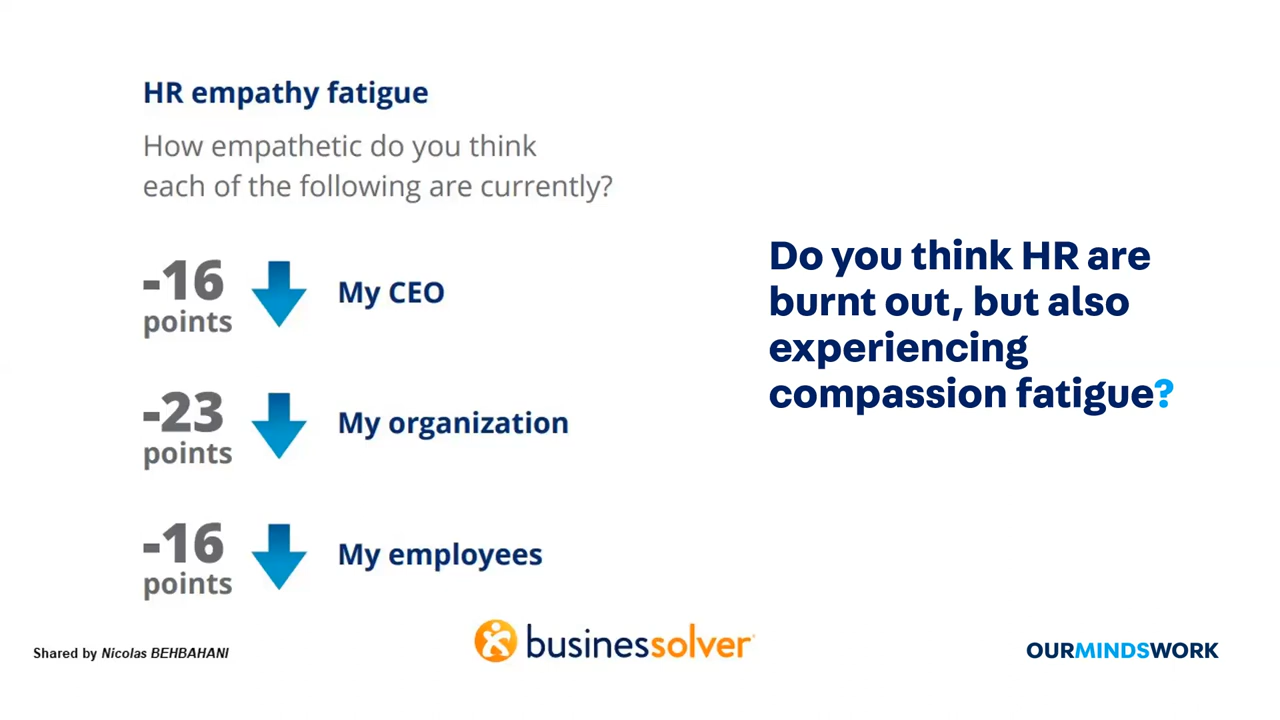 HR empathy fatigue
How empathetic do you think
each of the following are currently?
-16
points
My CEO
-23
points
My organization
-16
points
My employees
Do you think HR are
burnt out, but also
experiencing
compassion fatigue?
Shared by Nicolas BEHBAHANI
businessolver
OURMINDSWORK